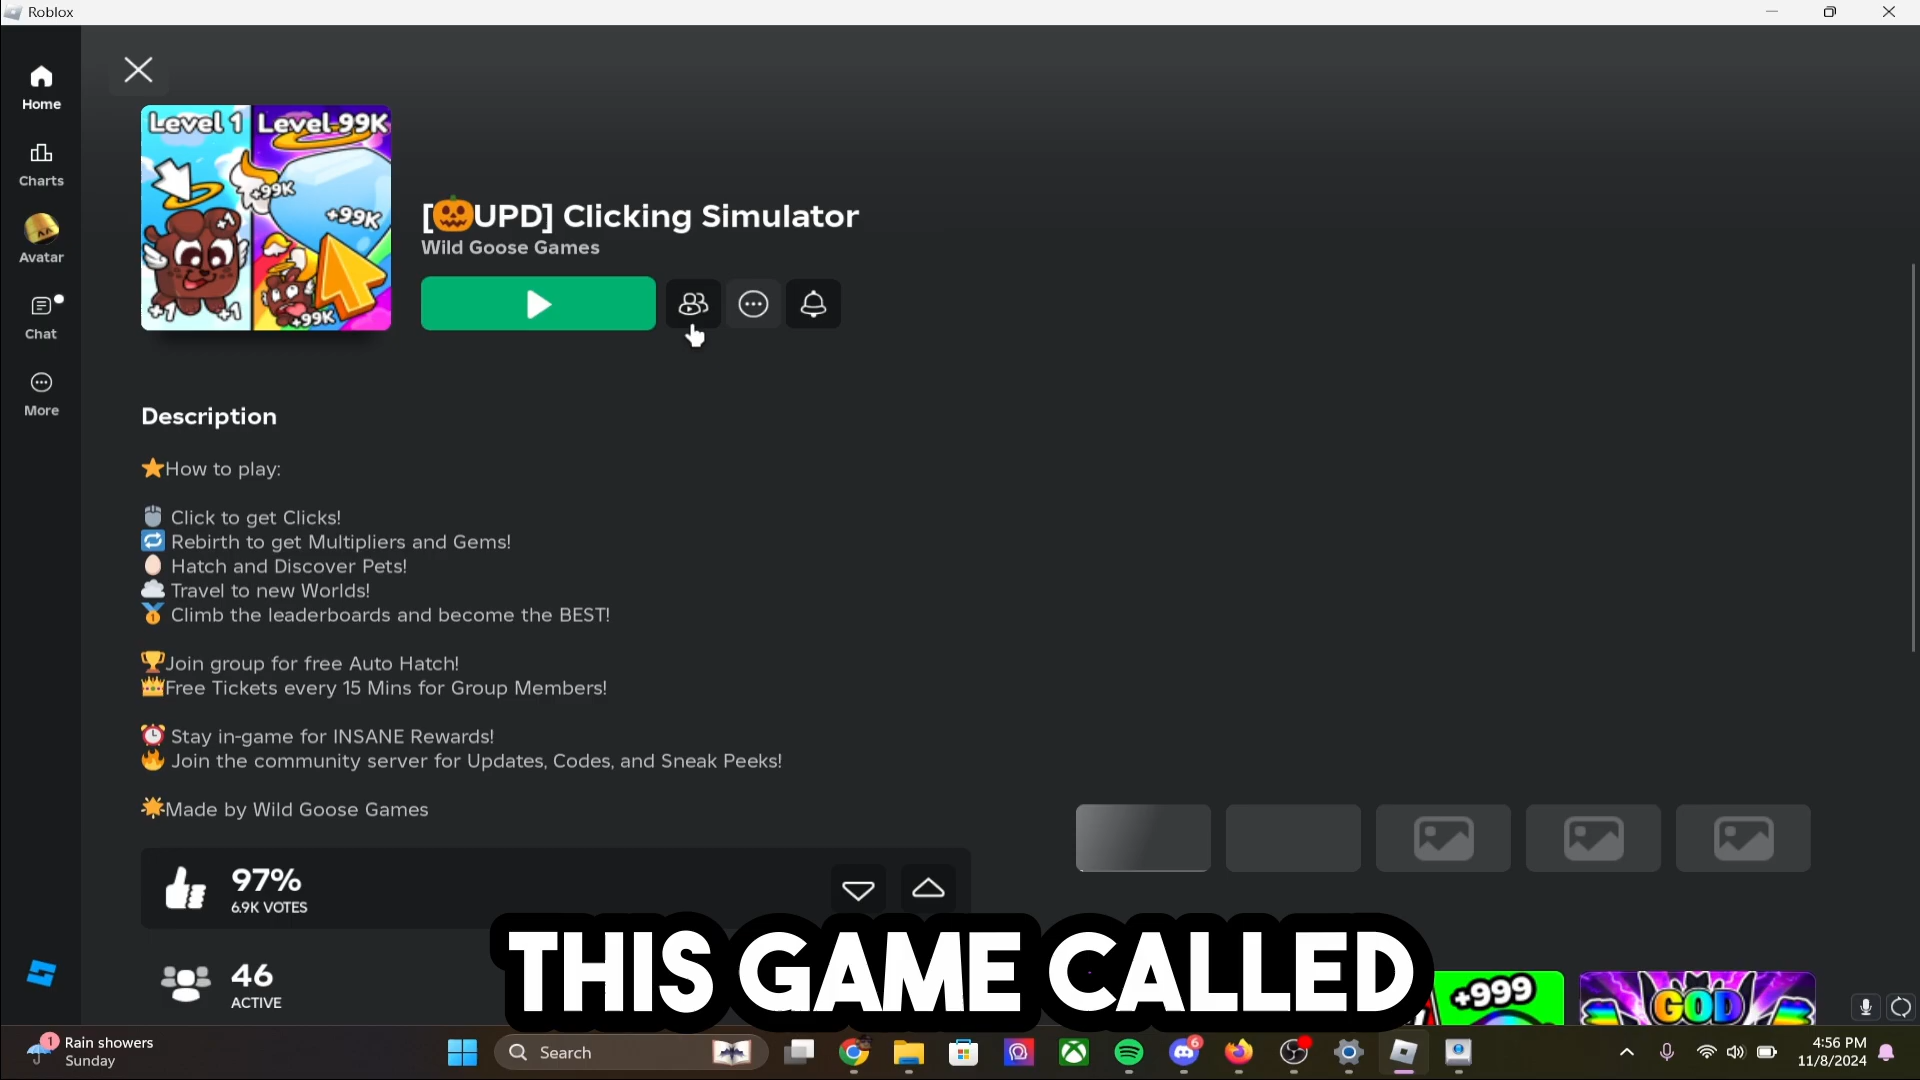 Roblox
Home
Charts
Avatar
Chat
More
Level 1
Level 99K
+99K
+99K
+1
+1
+1
+99K
[🎃UPD] Clicking Simulator
Wild Goose Games
Description
⭐How to play:
🖱️ Click to get Clicks!
🔁 Rebirth to get Multipliers and Gems!
🥚 Hatch and Discover Pets!
☁️ Travel to new Worlds!
🥇 Climb the leaderboards and become the BEST!
🏆Join group for free Auto Hatch!
👑Free Tickets every 15 Mins for Group Members!
⏰ Stay in-game for INSANE Rewards!
🔥 Join the community server for Updates, Codes, and Sneak Peeks!
🌟Made by Wild Goose Games
97%
6.9K VOTES
46
ACTIVE
THIS GAME CALLED
+999
GOD
1
Rain showers
Sunday
Search
6
4:56 PM
11/8/2024